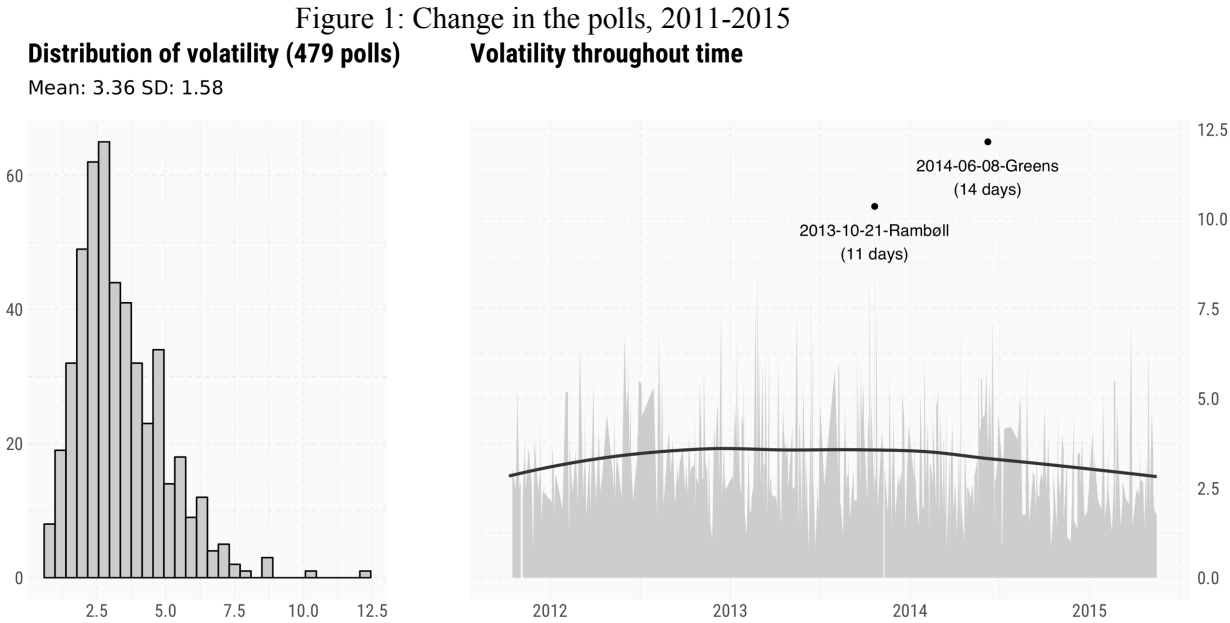 Figure 1: Change in the polls, 2011-2015
Distribution of volatility (479 polls)
Mean: 3.36 SD: 1.58
60
40
20
0
2.5 5.0 7.5 10.0 12.5
Volatility throughout time
2014-06-08-Greens
(14 days)
2013-10-21-Rambøll
(11 days)
12.5
10.0
7.5
5.0
2.5
0.0
2012 2013 2014 2015